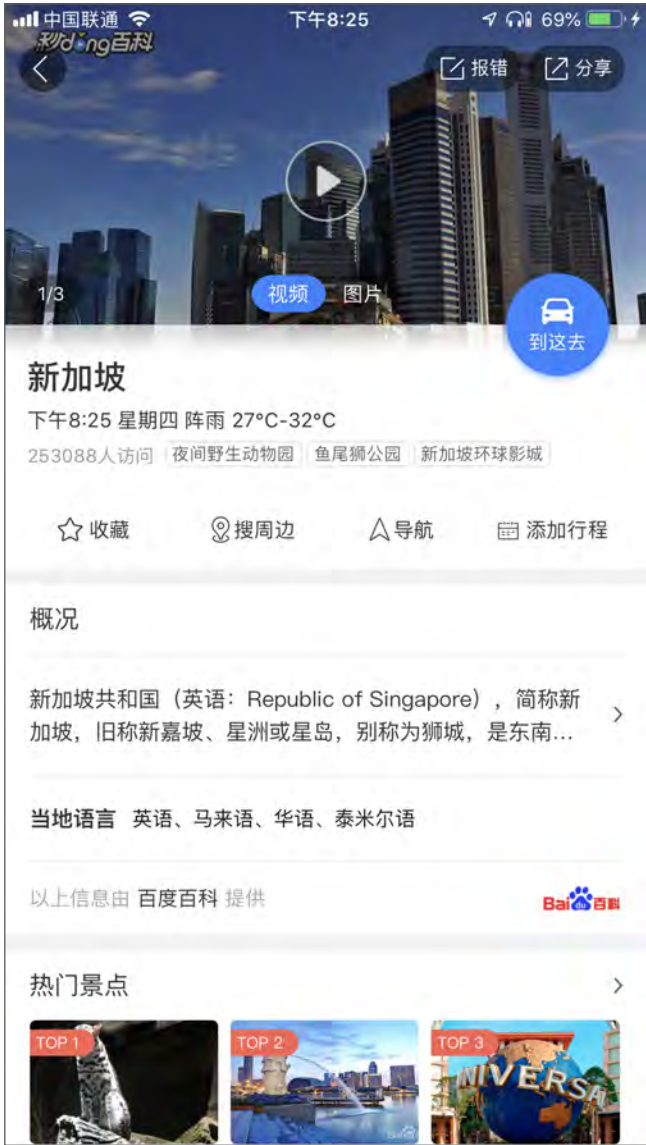 中国联通 下午8:25 69%
秒dǒng百科
报错 分享
1/3 视频 图片
到这去
新加坡
下午8:25 星期四 阵雨 27°C-32°C
253088人访问 夜间野生动物园 鱼尾狮公园 新加坡环球影城
收藏 搜周边 导航 添加行程
概况
新加坡共和国（英语：Republic of Singapore），简称新
加坡，旧称新嘉坡、星洲或星岛，别称为狮城，是东南...
当地语言 英语、马来语、华语、泰米尔语
以上信息由 百度百科 提供
Bai du 百科
热门景点
TOP 1 TOP 2 TOP 3
NIVERSA